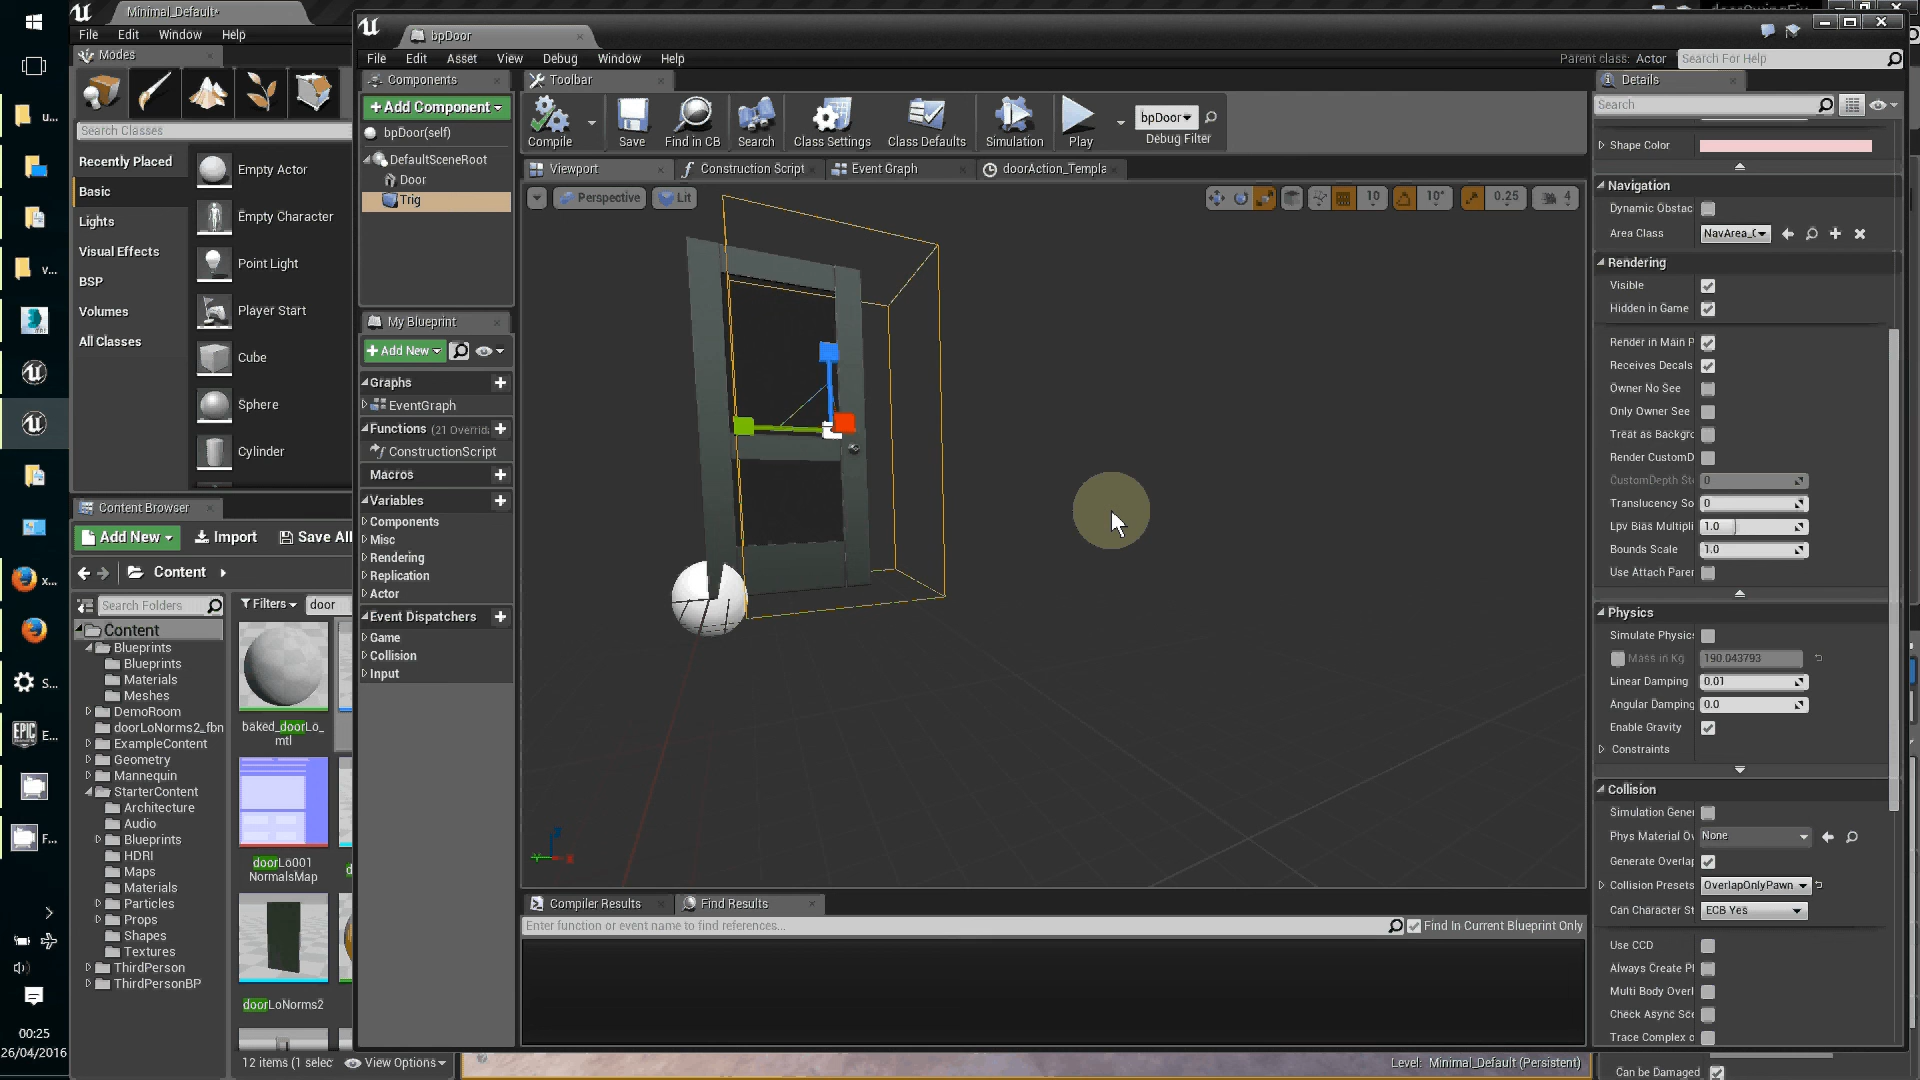 Minimal_Default*
File Edit Window Help
Modes
Search Classes
Recently Placed
Basic
Lights
Visual Effects
BSP
Volumes
All Classes
Empty Actor
Empty Character
Point Light
Player Start
Cube
Sphere
Cylinder
Content Browser
Add New Import Save All
Content
Search Folders
Filters door
Content
Blueprints
Blueprints
Materials
Meshes
DemoRoom
doorLoNorms2_fbn
ExampleContent
Geometry
Mannequin
StarterContent
Architecture
Audio
Blueprints
HDRI
Maps
Materials
Particles
Props
Shapes
Textures
ThirdPerson
ThirdPersonBP
baked_doorLo_
mtl
doorLo001
NormalsMap
doorLoNorms2
12 items (1 selec View Options
u...
v...
x...
S...
E...
EPIC
F...
00:25
26/04/2016
bpDoor
File Edit Asset View Debug Window Help
Parent class: Actor
Search For Help
Components
+Add Component
bpDoor(self)
DefaultSceneRoot
Door
Trig
My Blueprint
+Add New
Graphs
EventGraph
Functions (21 Overrid
ConstructionScript
Macros
Variables
Components
Misc
Rendering
Replication
Actor
Event Dispatchers
Game
Collision
Input
Toolbar
Compile
Save
Find in CB
Search
Class Settings
Class Defaults
Simulation
Play
bpDoor
Debug Filter
Viewport
Construction Script
Event Graph
doorAction_Templa
Perspective Lit
10 10° 0.25 4
Compiler Results
Find Results
Enter function or event name to find references...
Find In Current Blueprint Only
Level: Minimal_Default (Persistent)
Details
Search
Shape Color
Navigation
Dynamic Obstac
Area Class NavArea_
Rendering
Visible
Hidden in Game
Render in Main P
Receives Decals
Owner No See
Only Owner See
Treat as Backgro
Render CustomD
CustomDepth St 0
Translucency So 0
Lpv Bias Multipli 1.0
Bounds Scale 1.0
Use Attach Paren
Physics
Simulate Physics
Mass in Kg 190.043793
Linear Damping 0.01
Angular Damping 0.0
Enable Gravity
Constraints
Collision
Simulation Gener
Phys Material Ov None
Generate Overlap
Collision Presets OverlapOnlyPawn
Can Character St ECB Yes
Use CCD
Always Create Pl
Multi Body Overl
Check Async Sce
Trace Complex o
Can be Damaged